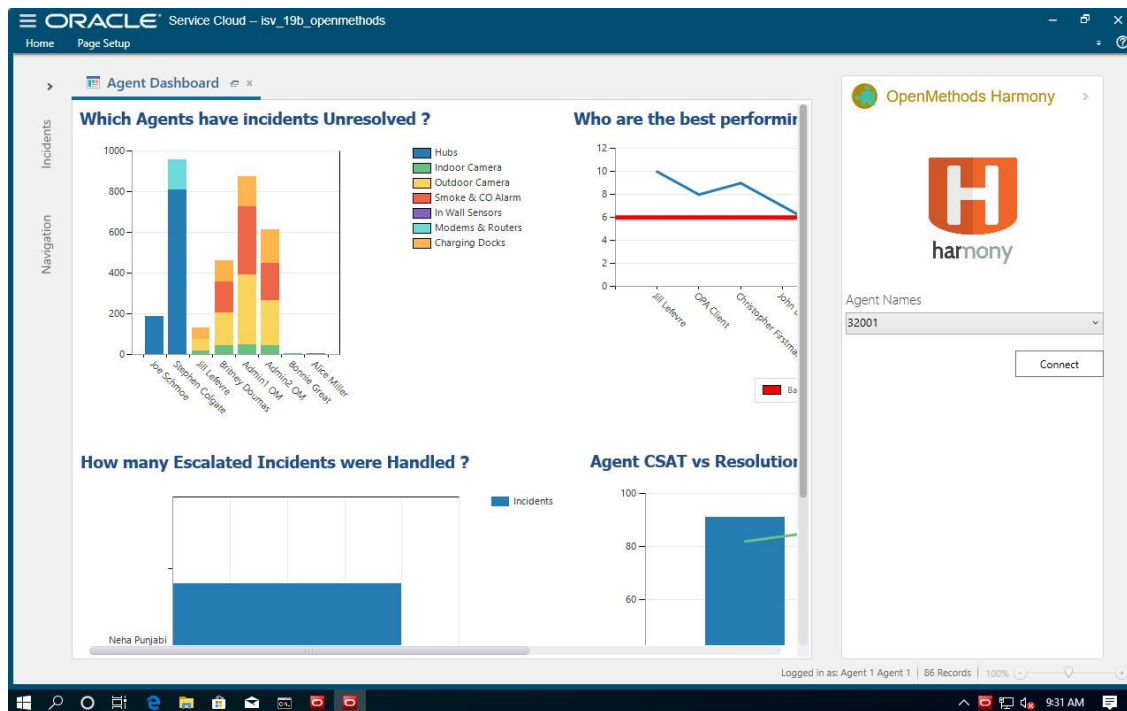 ORACLE® Service Cloud – isv_19b_openmethods
Home Page Setup
Incidents
Navigation
Agent Dashboard
Which Agents have incidents Unresolved ?
1000
800
600
400
200
0
Joe Schmoe
Stephen Colgate
Jill Lefevre
Britney Doumas
Admin1 OM
Admin2 OM
Bonnie Great
Alice Miller
Hubs
Indoor Camera
Outdoor Camera
Smoke & CO Alarm
In Wall Sensors
Modems & Routers
Charging Docks
Who are the best performin
12
10
8
6
4
2
0
Jill Lefevre
OPA Client
Christopher Firstma
John
Ba
How many Escalated Incidents were Handled ?
Neha Punjabi
Incidents
Agent CSAT vs Resolution
100
80
60
OpenMethods Harmony
H
harmony
Agent Names
32001
Connect
Logged in as: Agent 1 Agent 1 | 86 Records | 100%
9:31 AM